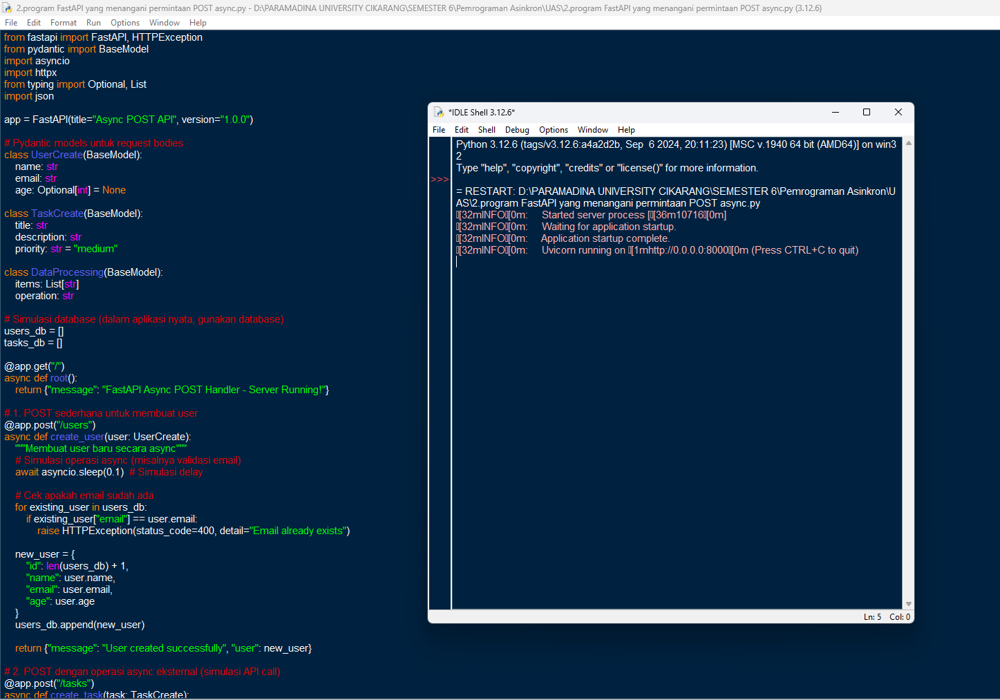 2.program FastAPI yang menangani permintaan POST async.py - D:\PARAMADINA UNIVERSITY CIKARANG\SEMESTER 6\Pemrograman Asinkron\UAS\2.program FastAPI yang menangani permintaan POST async.py (3.12.6)
File Edit Format Run Options Window Help
from fastapi import FastAPI, HTTPException
from pydantic import BaseModel
import asyncio
import httpx
from typing import Optional, List
import json
app = FastAPI(title="Async POST API", version="1.0.0")
# Pydantic models untuk request bodies
class UserCreate(BaseModel):
name: str
email: str
age: Optional[int] = None
class TaskCreate(BaseModel):
title: str
description: str
priority: str = "medium"
class DataProcessing(BaseModel):
items: List[str]
operation: str
# Simulasi database (dalam aplikasi nyata, gunakan database)
users_db = []
tasks_db = []
@app.get("/")
async def root():
return {"message": "FastAPI Async POST Handler - Server Running!"}
# 1. POST sederhana untuk membuat user
@app.post("/users")
async def create_user(user: UserCreate):
"""Membuat user baru secara async"""
# Simulasi operasi async (misalnya validasi email)
await asyncio.sleep(0.1)  # Simulasi delay
# Cek apakah email sudah ada
for existing_user in users_db:
if existing_user["email"] == user.email:
raise HTTPException(status_code=400, detail="Email already exists")
new_user = {
"id": len(users_db) + 1,
"name": user.name,
"email": user.email,
"age": user.age
}
users_db.append(new_user)
return {"message": "User created successfully", "user": new_user}
# 2. POST dengan operasi async eksternal (simulasi API call)
@app.post("/tasks")
async def create_task(task: TaskCreate):
*IDLE Shell 3.12.6*
File Edit Shell Debug Options Window Help
Python 3.12.6 (tags/v3.12.6:a4a2d2b, Sep  6 2024, 20:11:23) [MSC v.1940 64 bit (AMD64)] on win3
2
Type "help", "copyright", "credits" or "license()" for more information.
>>>
= RESTART: D:\PARAMADINA UNIVERSITY CIKARANG\SEMESTER 6\Pemrograman Asinkron\U
AS\2.program FastAPI yang menangani permintaan POST async.py
[32mINFO[0m:     Started server process [[36m10716[0m]
[32mINFO[0m:     Waiting for application startup.
[32mINFO[0m:     Application startup complete.
[32mINFO[0m:     Uvicorn running on [1mhttp://0.0.0.0:8000[0m (Press CTRL+C to quit)
Ln: 5 Col: 0